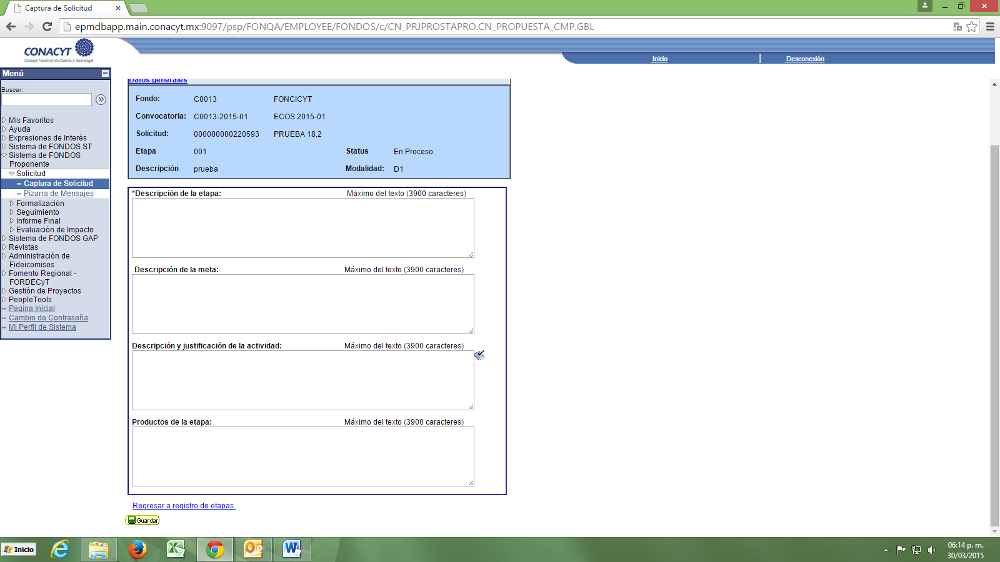 Captura de Solicitud
epmdbapp.main.conacyt.mx:9097/psp/FONQA/EMPLOYEE/FONDOS/c/CN_PRJPROSTAPRO.CN_PROPUESTA_CMP.GBL
CONACYT
Consejo Nacional de Ciencia y Tecnología
Inicio
Desconexión
Menú
Buscar:
Mis Favoritos
Ayuda
Expresiones de Interés
Sistema de FONDOS ST
Sistema de FONDOS
Proponente
Solicitud
Captura de Solicitud
Pizarra de Mensajes
Formalización
Seguimiento
Informe Final
Evaluación de Impacto
Sistema de FONDOS GAP
Revistas
Administración de
Fideicomisos
Fomento Regional -
FORDECyT
Gestión de Proyectos
PeopleTools
Pagina Inicial
Cambio de Contraseña
Mi Perfil de Sistema
Datos generales
Fondo: C0013 FONCICYT
Convocatoria: C0013-2015-01 ECOS 2015-01
Solicitud: 000000000220593 PRUEBA 18,2
Etapa 001 Status En Proceso
Descripción prueba Modalidad: D1
*Descripción de la etapa: Máximo del texto (3900 caracteres)
Descripción de la meta: Máximo del texto (3900 caracteres)
Descripción y justificación de la actividad: Máximo del texto (3900 caracteres)
Productos de la etapa: Máximo del texto (3900 caracteres)
Regresar a registro de etapas.
Guardar
Inicio
06:14 p. m.
30/03/2015